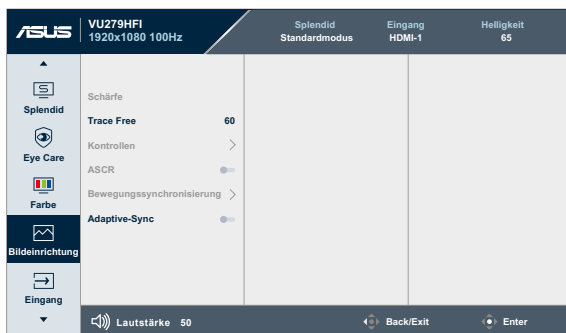 ASUS
VU279HFI
1920x1080 100Hz
Splendid
Standardmodus
Eingang
HDMI-1
Helligkeit
65
Splendid
Eye Care
Farbe
Bildeinrichtung
Eingang
Schärfe
Trace Free 60
Kontrollen
ASCR
Bewegungssynchronisierung
Adaptive-Sync
Lautstärke 50
Back/Exit
Enter